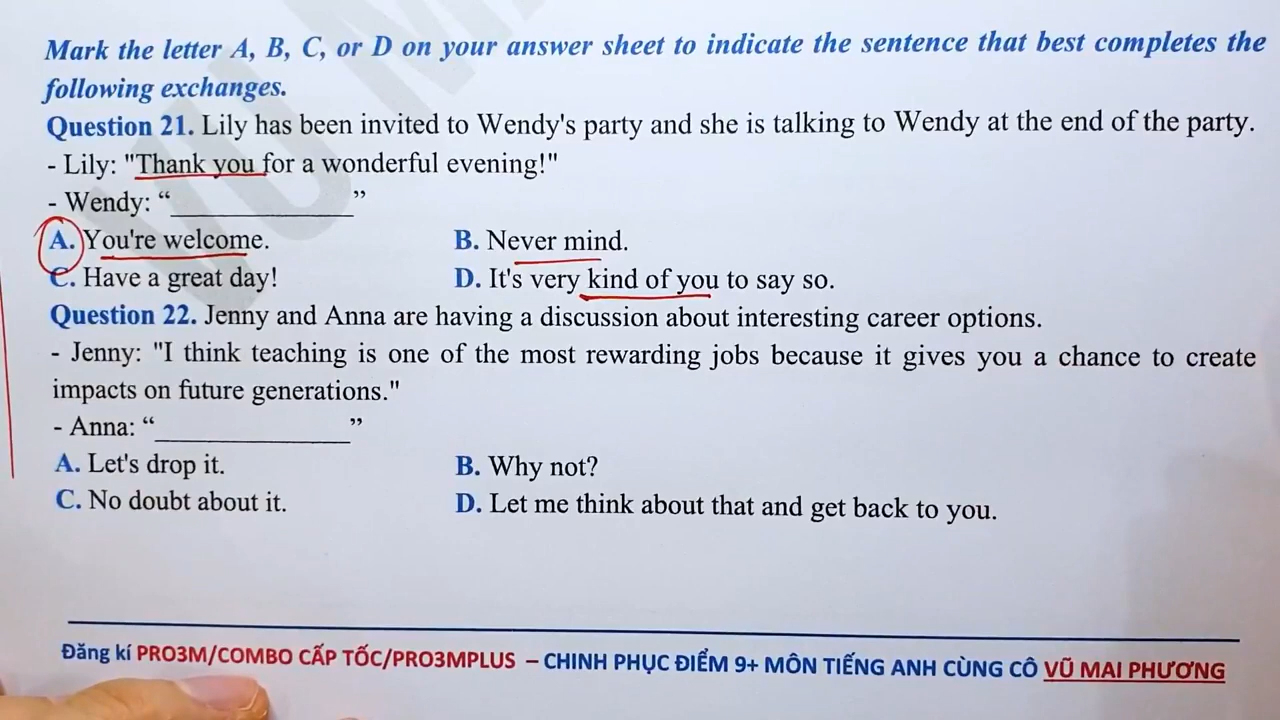 VU M
Mark the letter A, B, C, or D on your answer sheet to indicate the sentence that best completes the
following exchanges.
Question 21. Lily has been invited to Wendy's party and she is talking to Wendy at the end of the party.
- Lily: "Thank you for a wonderful evening!"
- Wendy: “______________”
A. You're welcome. B. Never mind.
C. Have a great day! D. It's very kind of you to say so.
Question 22. Jenny and Anna are having a discussion about interesting career options.
- Jenny: "I think teaching is one of the most rewarding jobs because it gives you a chance to create
impacts on future generations."
- Anna: “______________”
A. Let's drop it. B. Why not?
C. No doubt about it. D. Let me think about that and get back to you.
Đăng kí PRO3M/COMBO CẤP TỐC/PRO3MPLUS – CHINH PHỤC ĐIỂM 9+ MÔN TIẾNG ANH CÙNG CÔ VŨ MAI PHƯƠNG